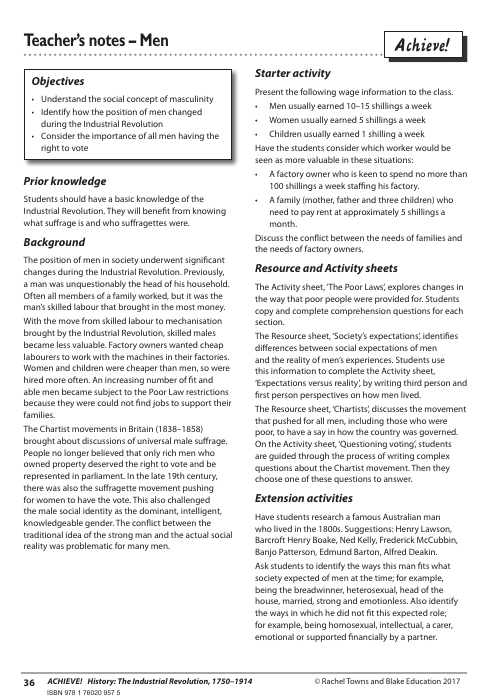 Teacher's notes – Men
Achieve!
Objectives
• Understand the social concept of masculinity
• Identify how the position of men changed
during the Industrial Revolution
• Consider the importance of all men having the
right to vote
Prior knowledge
Students should have a basic knowledge of the
Industrial Revolution. They will benefit from knowing
what suffrage is and who suffragettes were.
Background
The position of men in society underwent significant
changes during the Industrial Revolution. Previously,
a man was unquestionably the head of his household.
Often all members of a family worked, but it was the
man's skilled labour that brought in the most money.
With the move from skilled labour to mechanisation
brought by the Industrial Revolution, skilled males
became less valuable. Factory owners wanted cheap
labourers to work with the machines in their factories.
Women and children were cheaper than men, so were
hired more often. An increasing number of fit and
able men became subject to the Poor Law restrictions
because they were could not find jobs to support their
families.
The Chartist movements in Britain (1838–1858)
brought about discussions of universal male suffrage.
People no longer believed that only rich men who
owned property deserved the right to vote and be
represented in parliament. In the late 19th century,
there was also the suffragette movement pushing
for women to have the vote. This also challenged
the male social identity as the dominant, intelligent,
knowledgeable gender. The conflict between the
traditional idea of the strong man and the actual social
reality was problematic for many men.
Starter activity
Present the following wage information to the class.
• Men usually earned 10–15 shillings a week
• Women usually earned 5 shillings a week
• Children usually earned 1 shilling a week
Have the students consider which worker would be
seen as more valuable in these situations:
• A factory owner who is keen to spend no more than
100 shillings a week staffing his factory.
• A family (mother, father and three children) who
need to pay rent at approximately 5 shillings a
month.
Discuss the conflict between the needs of families and
the needs of factory owners.
Resource and Activity sheets
The Activity sheet, 'The Poor Laws', explores changes in
the way that poor people were provided for. Students
copy and complete comprehension questions for each
section.
The Resource sheet, 'Society's expectations', identifies
differences between social expectations of men
and the reality of men's experiences. Students use
this information to complete the Activity sheet,
'Expectations versus reality', by writing third person and
first person perspectives on how men lived.
The Resource sheet, 'Chartists', discusses the movement
that pushed for all men, including those who were
poor, to have a say in how the country was governed.
On the Activity sheet, 'Questioning voting', students
are guided through the process of writing complex
questions about the Chartist movement. Then they
choose one of these questions to answer.
Extension activities
Have students research a famous Australian man
who lived in the 1800s. Suggestions: Henry Lawson,
Barcroft Henry Boake, Ned Kelly, Frederick McCubbin,
Banjo Patterson, Edmund Barton, Alfred Deakin.
Ask students to identify the ways this man fits what
society expected of men at the time; for example,
being the breadwinner, heterosexual, head of the
house, married, strong and emotionless. Also identify
the ways in which he did not fit this expected role;
for example, being homosexual, intellectual, a carer,
emotional or supported financially by a partner.
36 ACHIEVE! History: The Industrial Revolution, 1750–1914
© Rachel Towns and Blake Education 2017
ISBN 978 1 76020 957 5